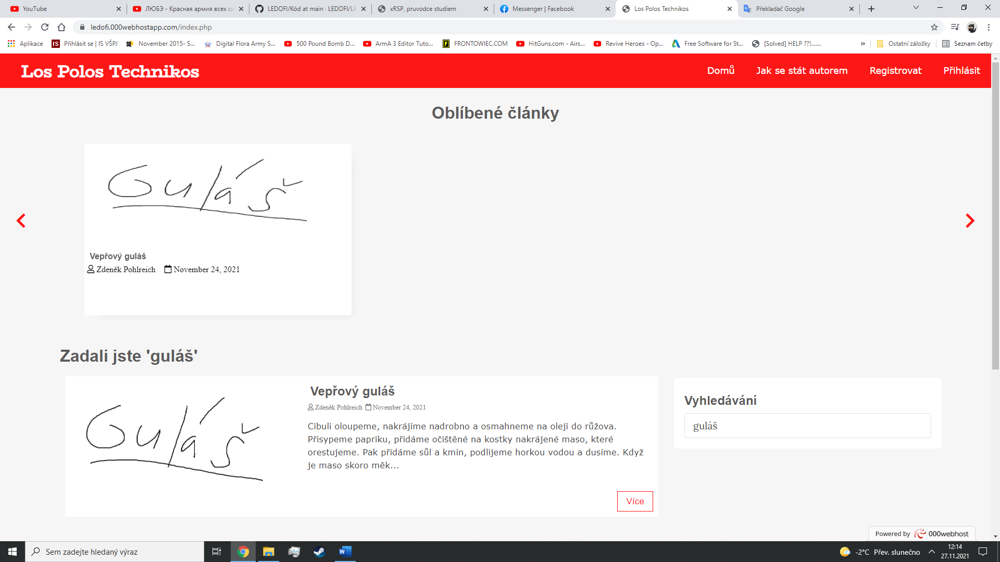 YouTube
ЛЮБЭ - Красная армия всех си
LEDOFI/Kód at main · LEDOFI/LE
xRSP, pruvodce studiem
Messenger | Facebook
Los Polos Technikos
Překladač Google
ledofi.000webhostapp.com/index.php
Aplikace
IS Přihlásit se | IS VŠPJ
November 2015- S...
Digital Flora Army S...
500 Pound Bomb D...
ArmA 3 Editor Tuto...
FRONTOWIEC.COM
HitGuns.com - Airs...
Revive Heroes - Op...
Free Software for St...
[Solved] HELP ??!.......
»
Ostatní záložky
Seznam četby
Los Polos Technikos
Domů
Jak se stát autorem
Registrovat
Přihlásit
Oblíbené články
Guláš
Vepřový guláš
Zdeněk Pohlreich November 24, 2021
Zadali jste 'guláš'
Guláš
Vepřový guláš
Zdeněk Pohlreich November 24, 2021
Cibuli oloupeme, nakrájíme nadrobno a osmahneme na oleji do růžova.
Přisypeme papriku, přidáme očištěné na kostky nakrájené maso, které
orestujeme. Pak přidáme sůl a kmín, podlijeme horkou vodou a dusíme. Když
je maso skoro měk...
Více
Vyhledávání
guláš
Powered by 000webhost
Sem zadejte hledaný výraz
-2°C Přev. slunečno
12:14
27.11.2021